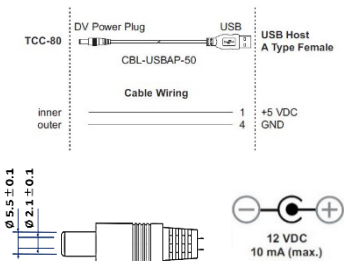 DV Power Plug
USB
TCC-80
USB Host
A Type Female
CBL-USBAP-50
Cable Wiring
inner 1 +5 VDC
outer 4 GND
Ø 5.5 ± 0.1
Ø 2.1 ± 0.1
12 VDC
10 mA (max.)